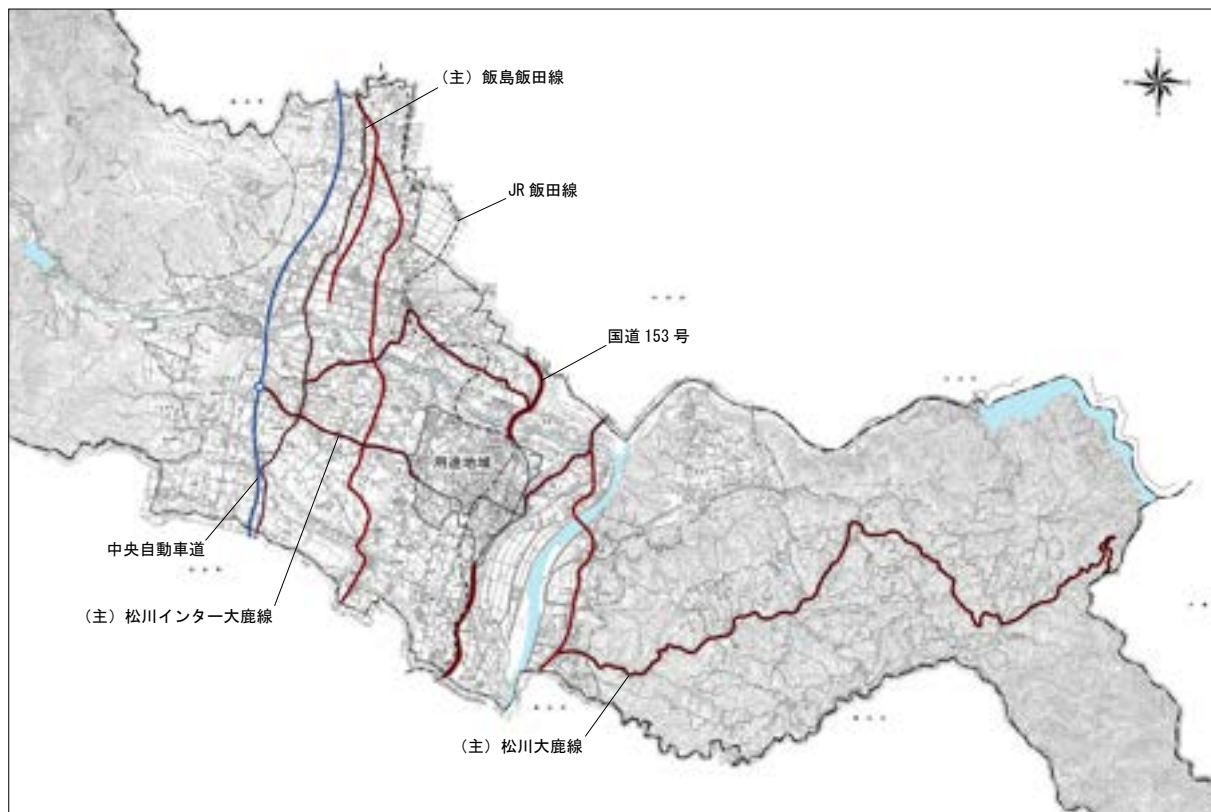 （主）飯島飯田線
JR 飯田線
国道 153 号
用途地域
中央自動車道
（主）松川インター大鹿線
（主）松川大鹿線